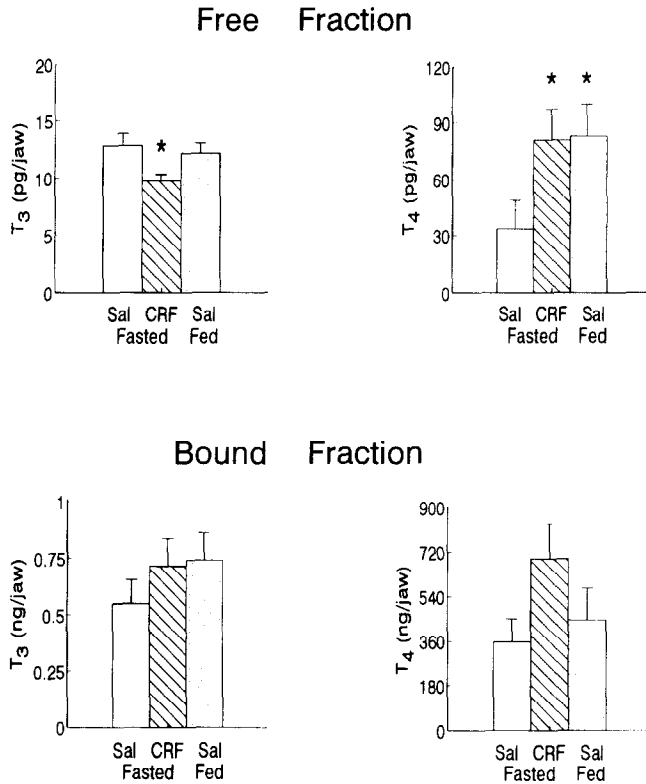 Free Fraction
T3 (pg/jaw)
20
15
10
5
0
*
Sal CRF Sal
Fasted Fed
T4 (pg/jaw)
120
90
60
30
0
* *
Sal CRF Sal
Fasted Fed
Bound Fraction
T3 (ng/jaw)
1
0.75
0.5
0.25
0
Sal CRF Sal
Fasted Fed
T4 (ng/jaw)
900
720
540
360
180
0
Sal CRF Sal
Fasted Fed